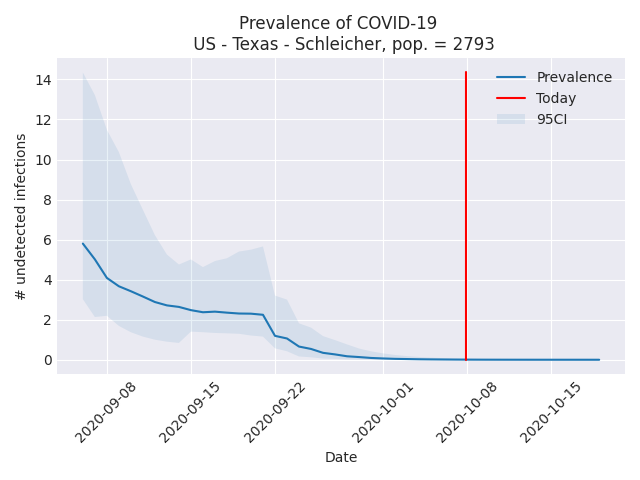 Prevalence of COVID-19
US - Texas - Schleicher, pop. = 2793
14
12
10
8
6
4
2
0
# undetected infections
Prevalence
Today
95CI
2020-09-08
2020-09-15
2020-09-22
2020-10-01
2020-10-08
2020-10-15
Date